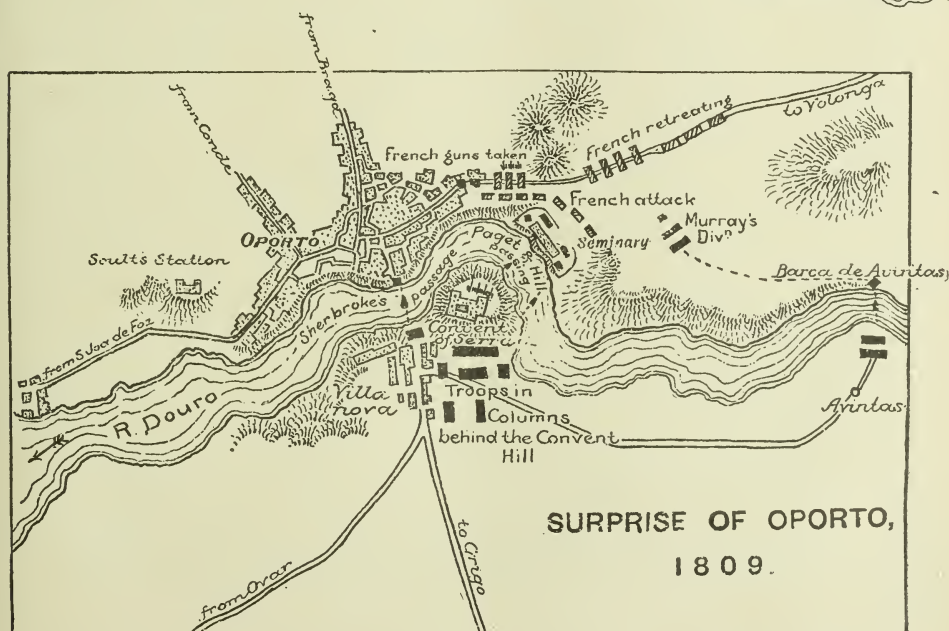 from Braga
from Conde
to Volonga
French retreating
French guns taken
French attack
Murray's
Divn
OPORTO
Paget
& Hill
crossing
Seminary
Soult's Station
Barca de Avintas
Sherbroke's passage
Convent
of Serra
from S. Joa de Foz
Villa
nova
Troops in
Columns
behind the Convent
Hill
Avintas
R. Douro
SURPRISE OF OPORTO,
1809.
to Grigo
from Ovar